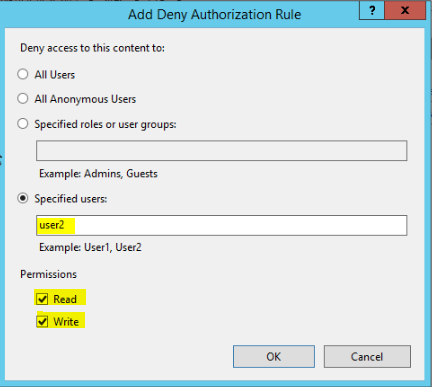 Add Deny Authorization Rule
? x
Deny access to this content to:
All Users
All Anonymous Users
Specified roles or user groups:
Example: Admins, Guests
Specified users:
user2
Example: User1, User2
Permissions
Read
Write
OK Cancel